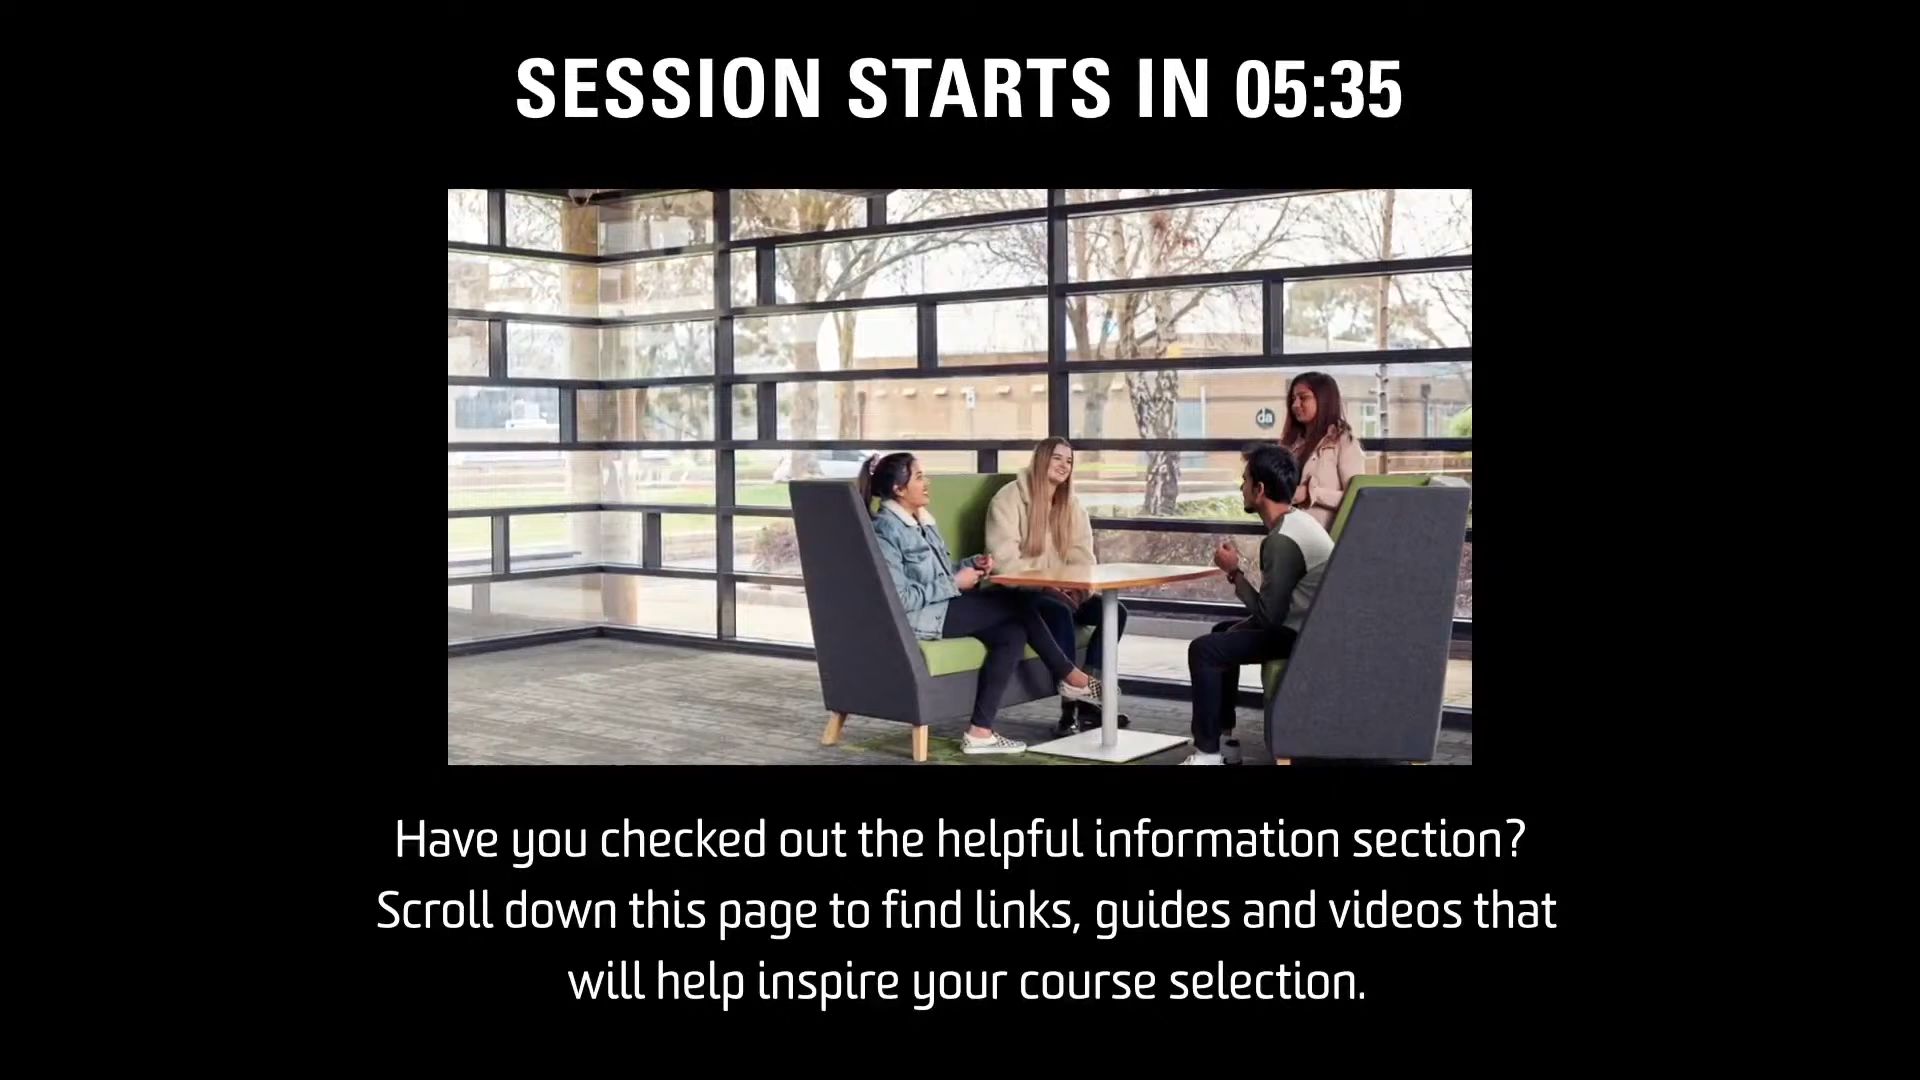 SESSION STARTS IN 05:35
da
Have you checked out the helpful information section?
Scroll down this page to find links, guides and videos that
will help inspire your course selection.